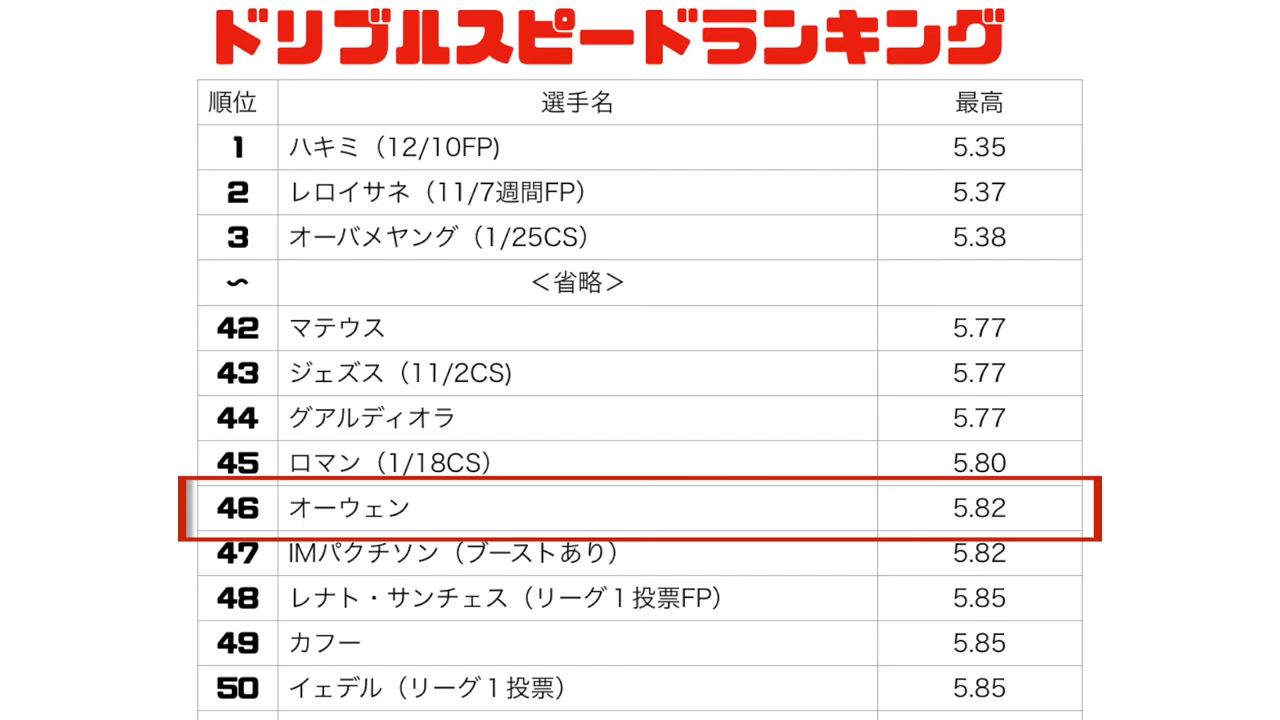 ドリブルスピードランキング
順位 選手名 最高
1 ハキミ（12/10FP) 5.35
2 レロイサネ（11/7週間FP） 5.37
3 オーバメヤング（1/25CS） 5.38
〜 ＜省略＞
42 マテウス 5.77
43 ジェズス（11/2CS) 5.77
44 グアルディオラ 5.77
45 ロマン（1/18CS） 5.80
46 オーウェン 5.82
47 IMパクチソン（ブーストあり） 5.82
48 レナト・サンチェス（リーグ１投票FP） 5.85
49 カフー 5.85
50 イェデル（リーグ１投票） 5.85